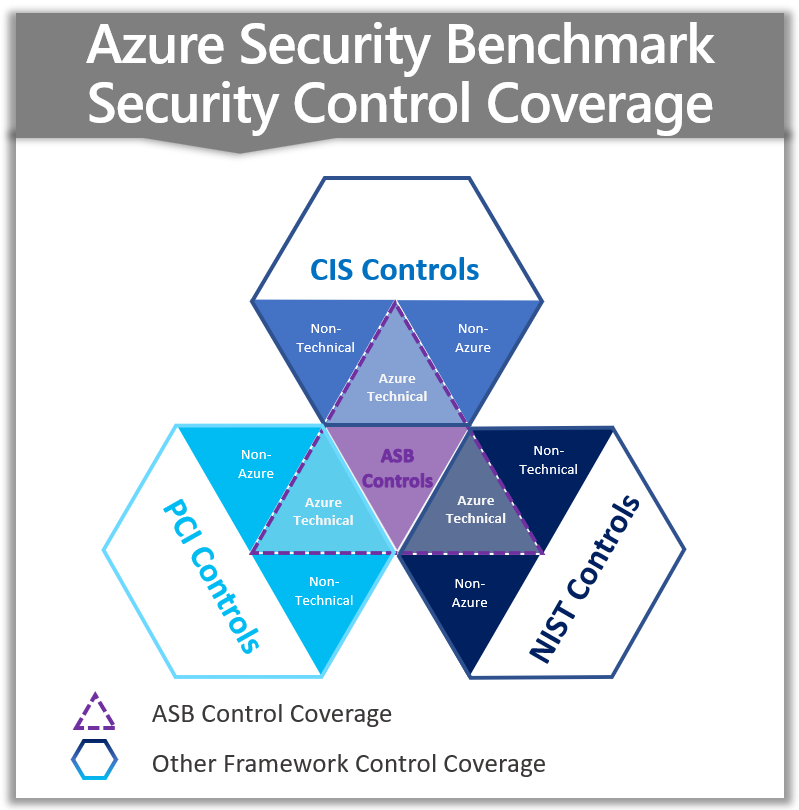 Azure Security Benchmark
Security Control Coverage
CIS Controls
Non-
Technical
Non-
Azure
Azure
Technical
ASB
Controls
Non-
Azure
Azure
Technical
Non-
Technical
PCI Controls
Non-
Technical
Azure
Technical
Non-
Azure
NIST Controls
ASB Control Coverage
Other Framework Control Coverage